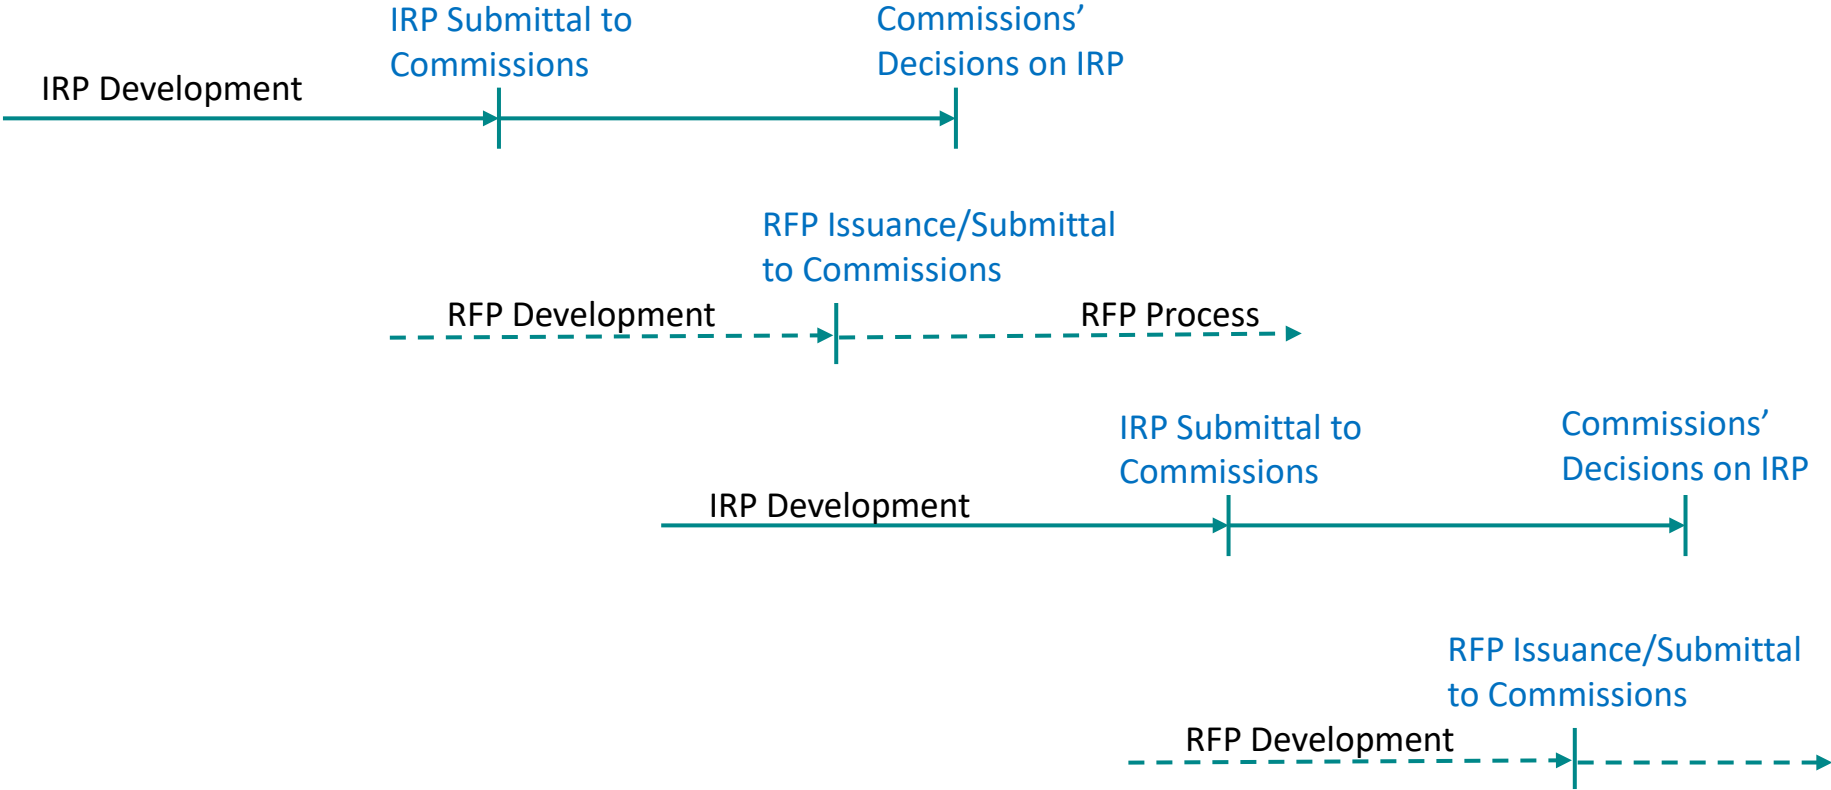 IRP Submittal to
Commissions
Commissions’
Decisions on IRP
IRP Development
RFP Issuance/Submittal
to Commissions
RFP Development
RFP Process
IRP Submittal to
Commissions
Commissions’
Decisions on IRP
IRP Development
RFP Issuance/Submittal
to Commissions
RFP Development